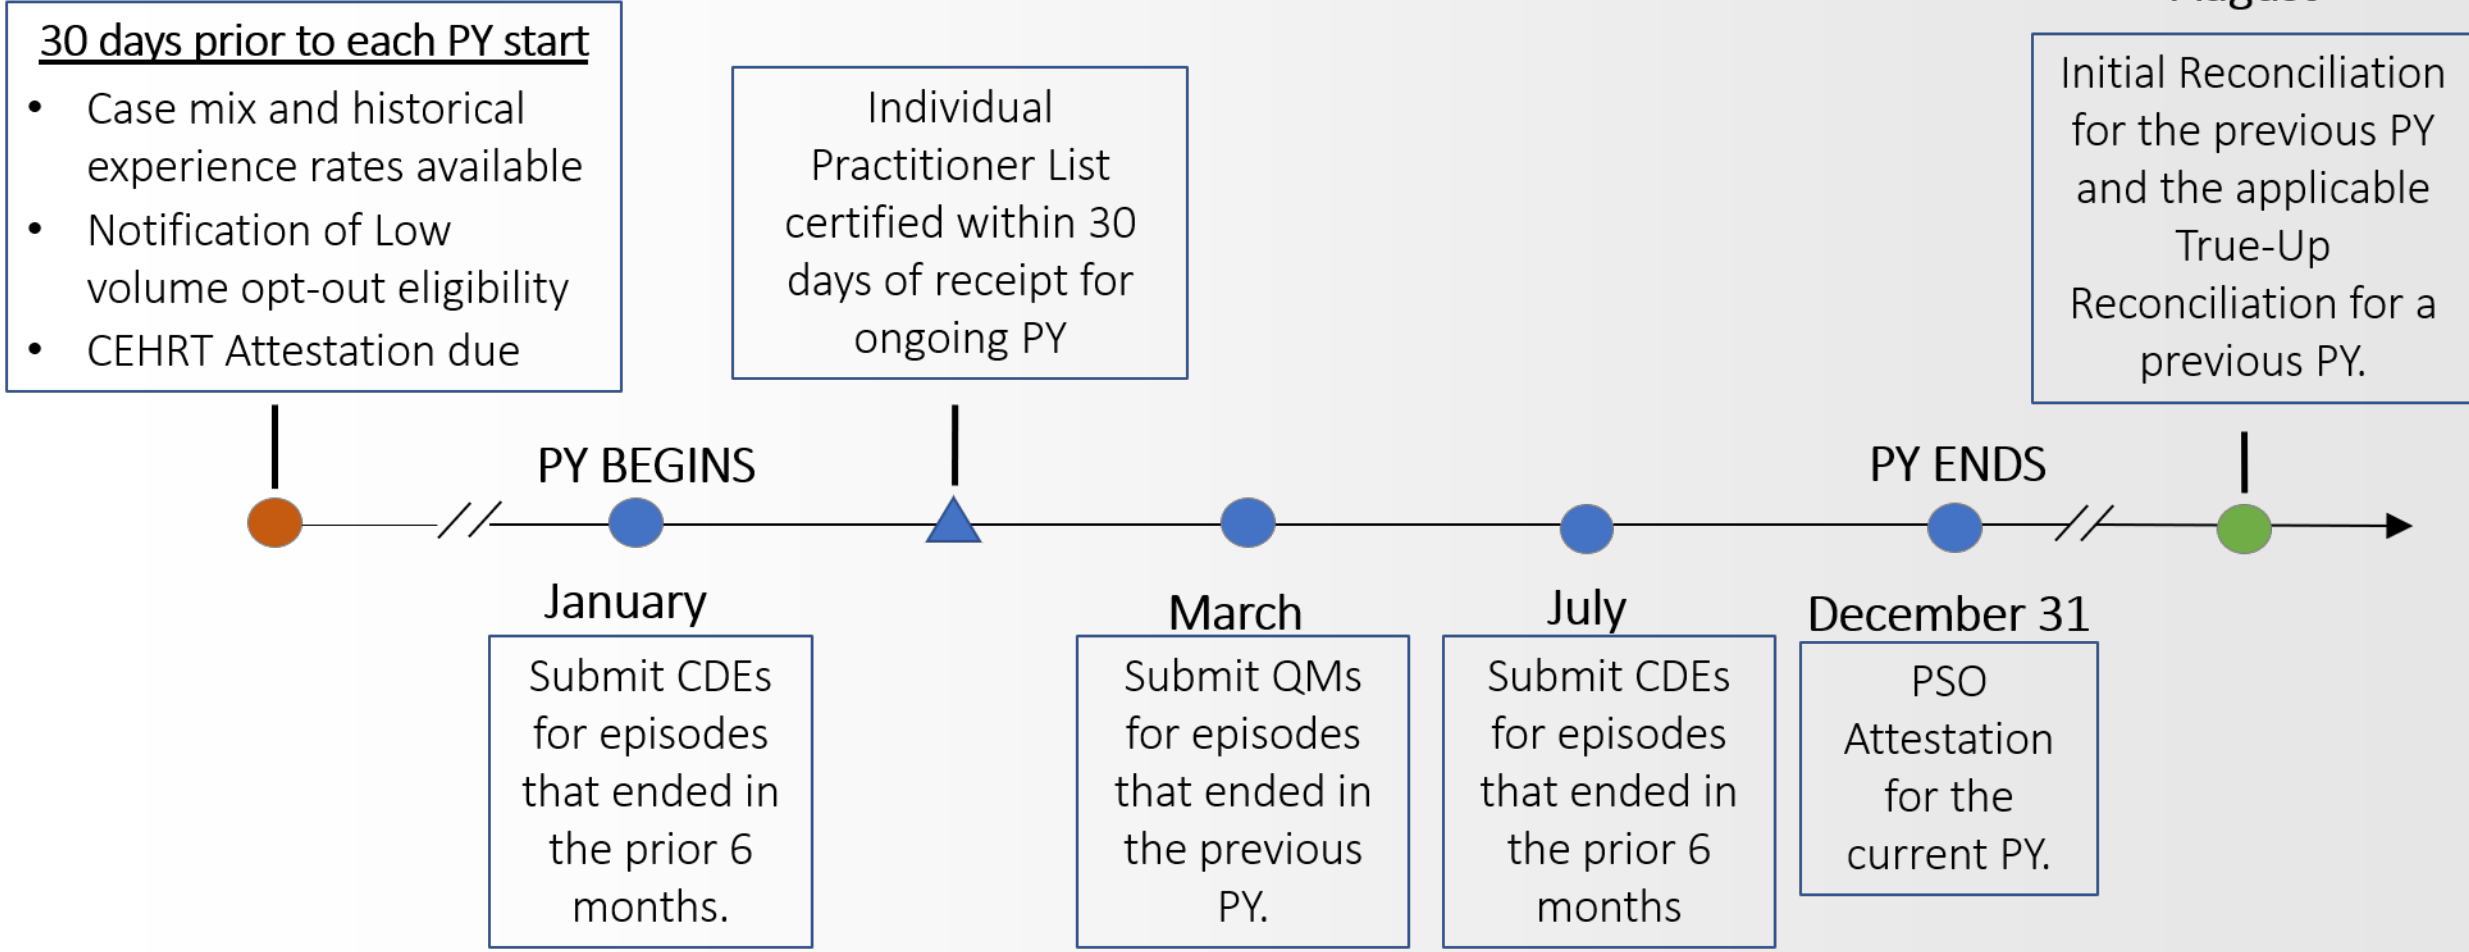 August
30 days prior to each PY start
• Case mix and historical
experience rates available
• Notification of Low
volume opt-out eligibility
• CEHRT Attestation due
Individual
Practitioner List
certified within 30
days of receipt for
ongoing PY
Initial Reconciliation
for the previous PY
and the applicable
True-Up
Reconciliation for a
previous PY.
PY BEGINS
PY ENDS
January
Submit CDEs
for episodes
that ended in
the prior 6
months.
March
Submit QMs
for episodes
that ended in
the previous
PY.
July
Submit CDEs
for episodes
that ended in
the prior 6
months
December 31
PSO
Attestation
for the
current PY.